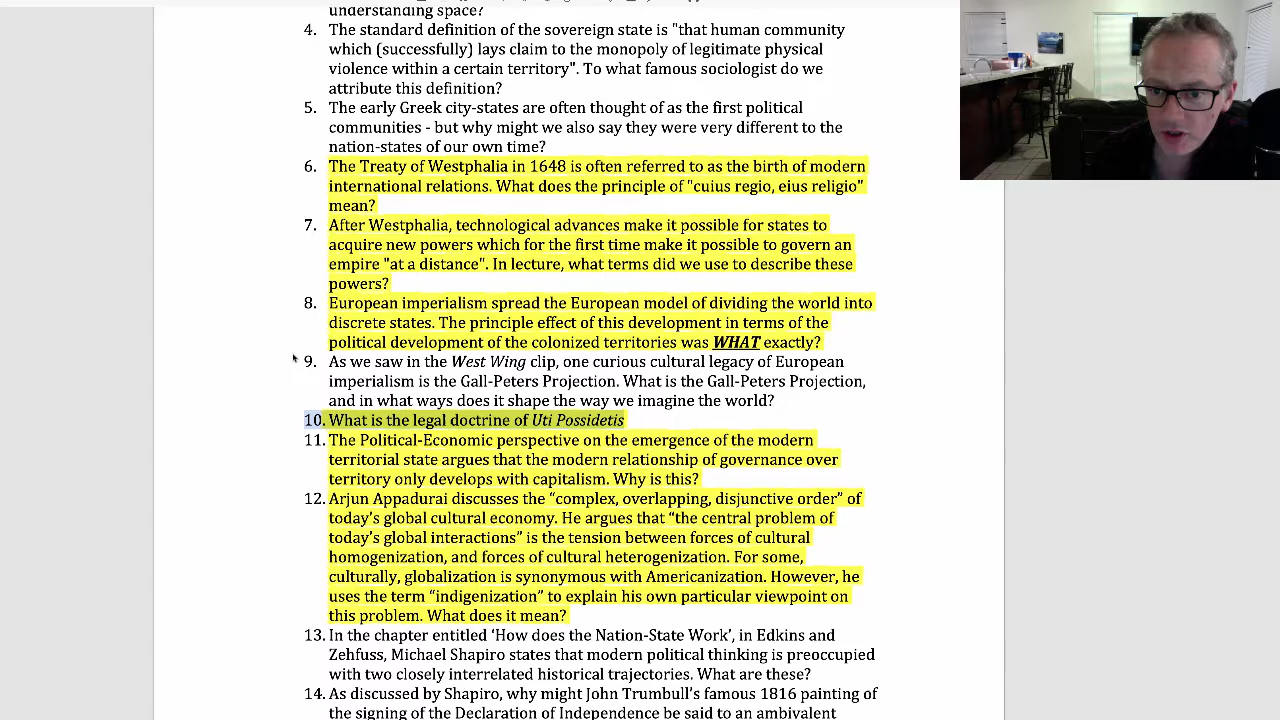 understanding space?
4. The standard definition of the sovereign state is "that human community
which (successfully) lays claim to the monopoly of legitimate physical
violence within a certain territory". To what famous sociologist do we
attribute this definition?
5. The early Greek city-states are often thought of as the first political
communities - but why might we also say they were very different to the
nation-states of our own time?
6. The Treaty of Westphalia in 1648 is often referred to as the birth of modern
international relations. What does the principle of "cuius regio, eius religio"
mean?
7. After Westphalia, technological advances make it possible for states to
acquire new powers which for the first time make it possible to govern an
empire "at a distance". In lecture, what terms did we use to describe these
powers?
8. European imperialism spread the European model of dividing the world into
discrete states. The principle effect of this development in terms of the
political development of the colonized territories was WHAT exactly?
9. As we saw in the West Wing clip, one curious cultural legacy of European
imperialism is the Gall-Peters Projection. What is the Gall-Peters Projection,
and in what ways does it shape the way we imagine the world?
10. What is the legal doctrine of Uti Possidetis
11. The Political-Economic perspective on the emergence of the modern
territorial state argues that the modern relationship of governance over
territory only develops with capitalism. Why is this?
12. Arjun Appadurai discusses the “complex, overlapping, disjunctive order” of
today’s global cultural economy. He argues that “the central problem of
today’s global interactions” is the tension between forces of cultural
homogenization, and forces of cultural heterogenization. For some,
culturally, globalization is synonymous with Americanization. However, he
uses the term “indigenization” to explain his own particular viewpoint on
this problem. What does it mean?
13. In the chapter entitled ‘How does the Nation-State Work’, in Edkins and
Zehfuss, Michael Shapiro states that modern political thinking is preoccupied
with two closely interrelated historical trajectories. What are these?
14. As discussed by Shapiro, why might John Trumbull’s famous 1816 painting of
the signing of the Declaration of Independence be said to an ambivalent